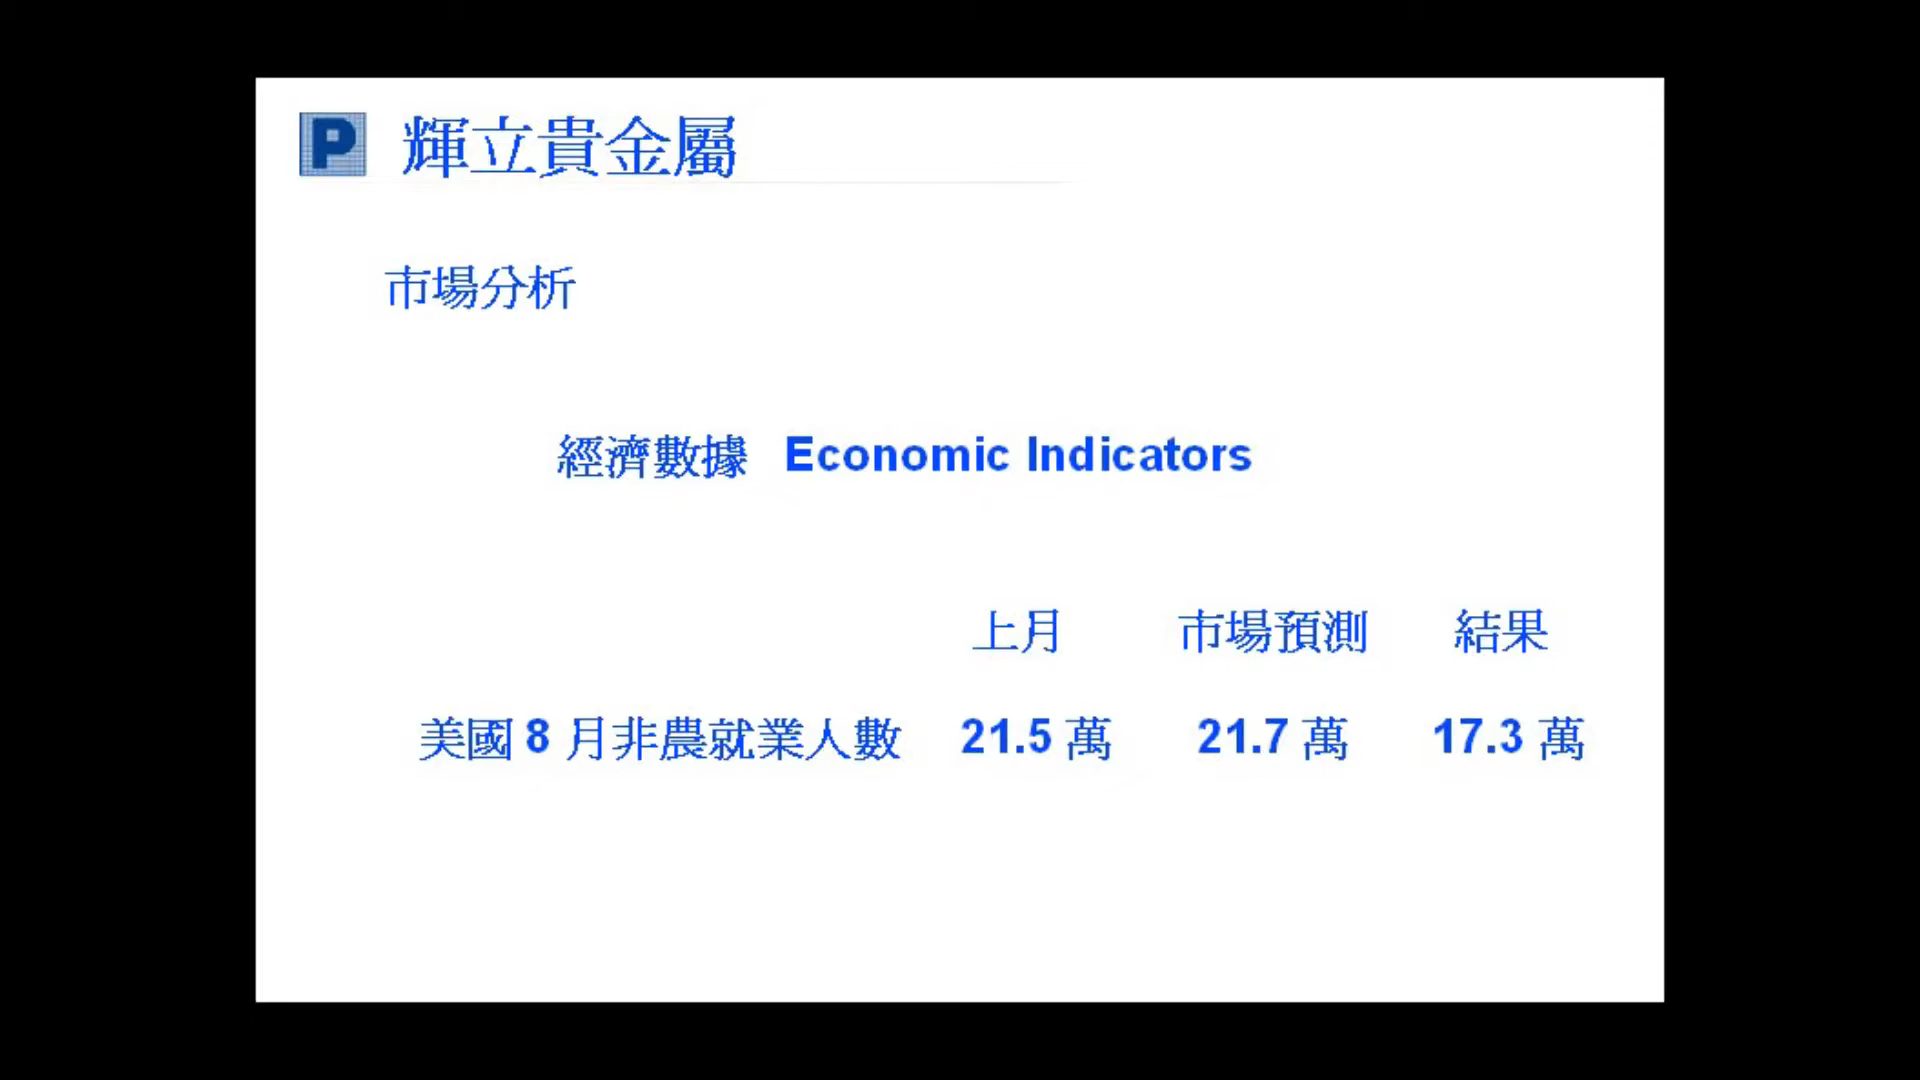 P 輝立貴金屬
市場分析
經濟數據 Economic Indicators
上月 市場預測 結果
美國 8 月非農就業人數 21.5 萬 21.7 萬 17.3 萬